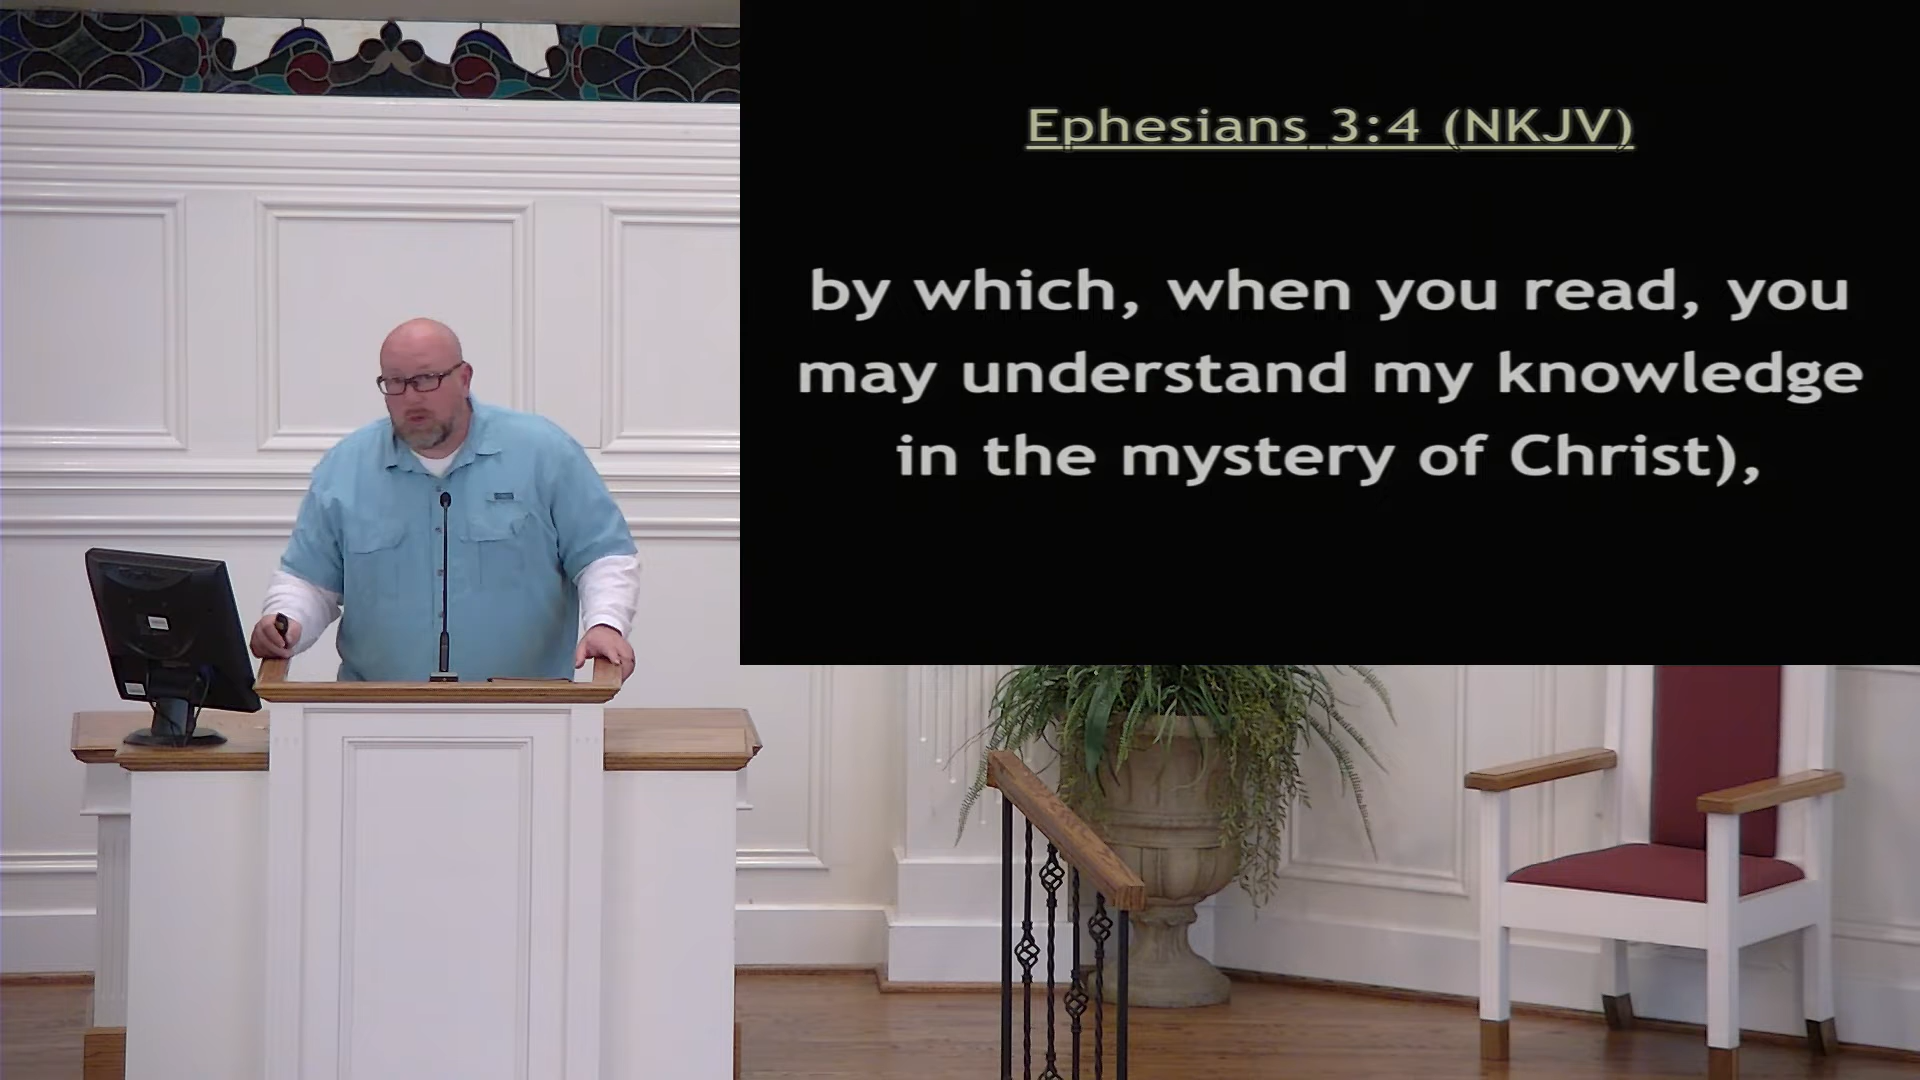 Ephesians 3:4 (NKJV)
by which, when you read, you
may understand my knowledge
in the mystery of Christ),